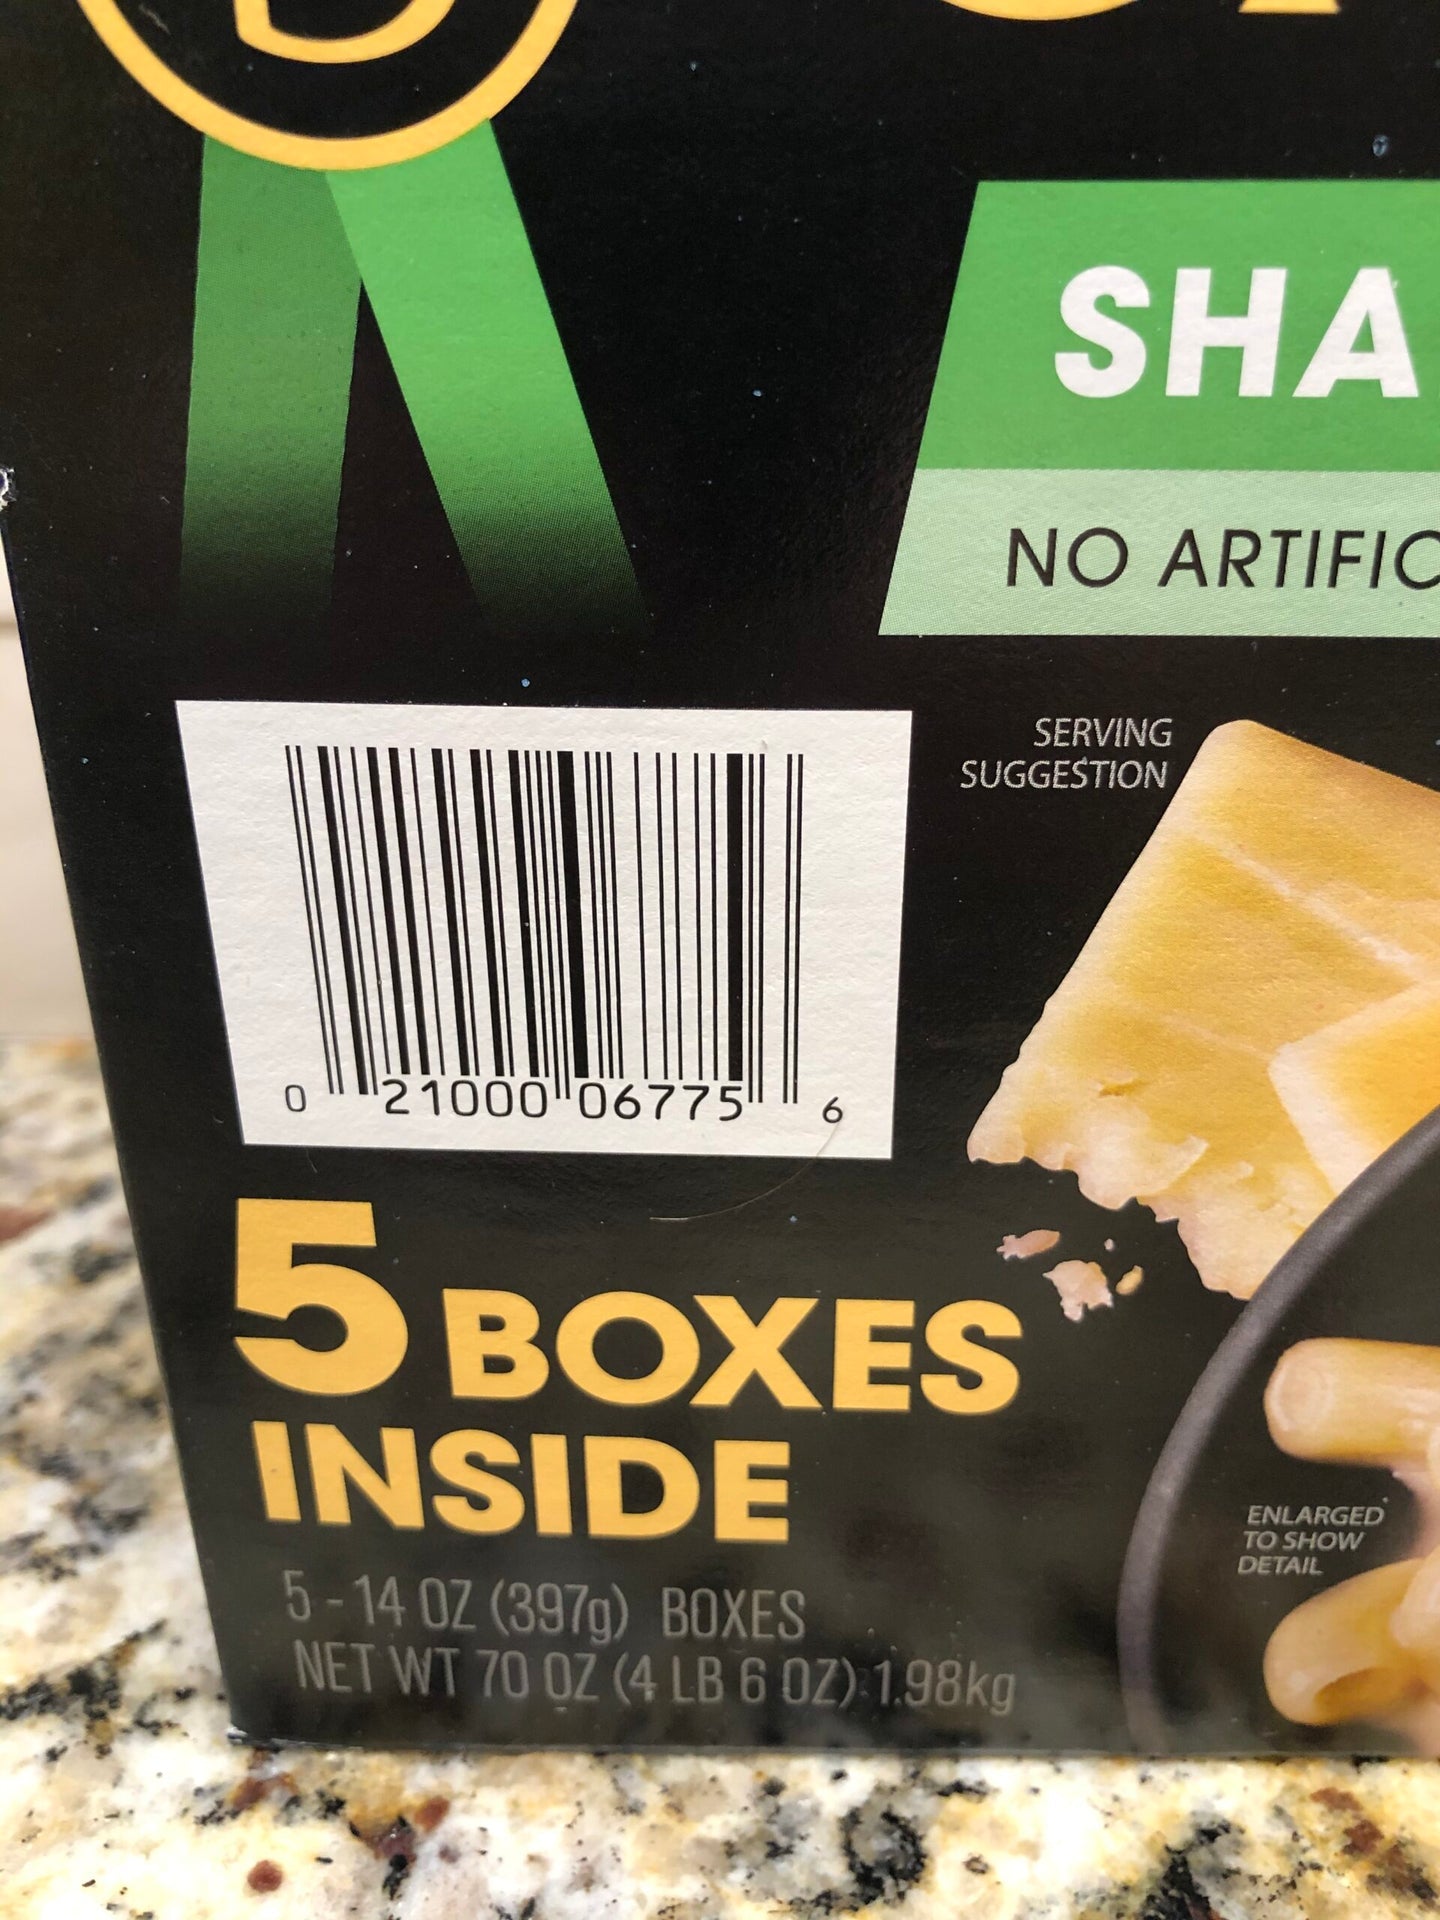 SHA
NO ARTIFIC
SERVING
SUGGESTION
0 21000 06775 6
5 BOXES
INSIDE
5 - 14 OZ (397g) BOXES
NET WT 70 OZ (4 LB 6 OZ) 1.98kg
ENLARGED
TO SHOW
DETAIL